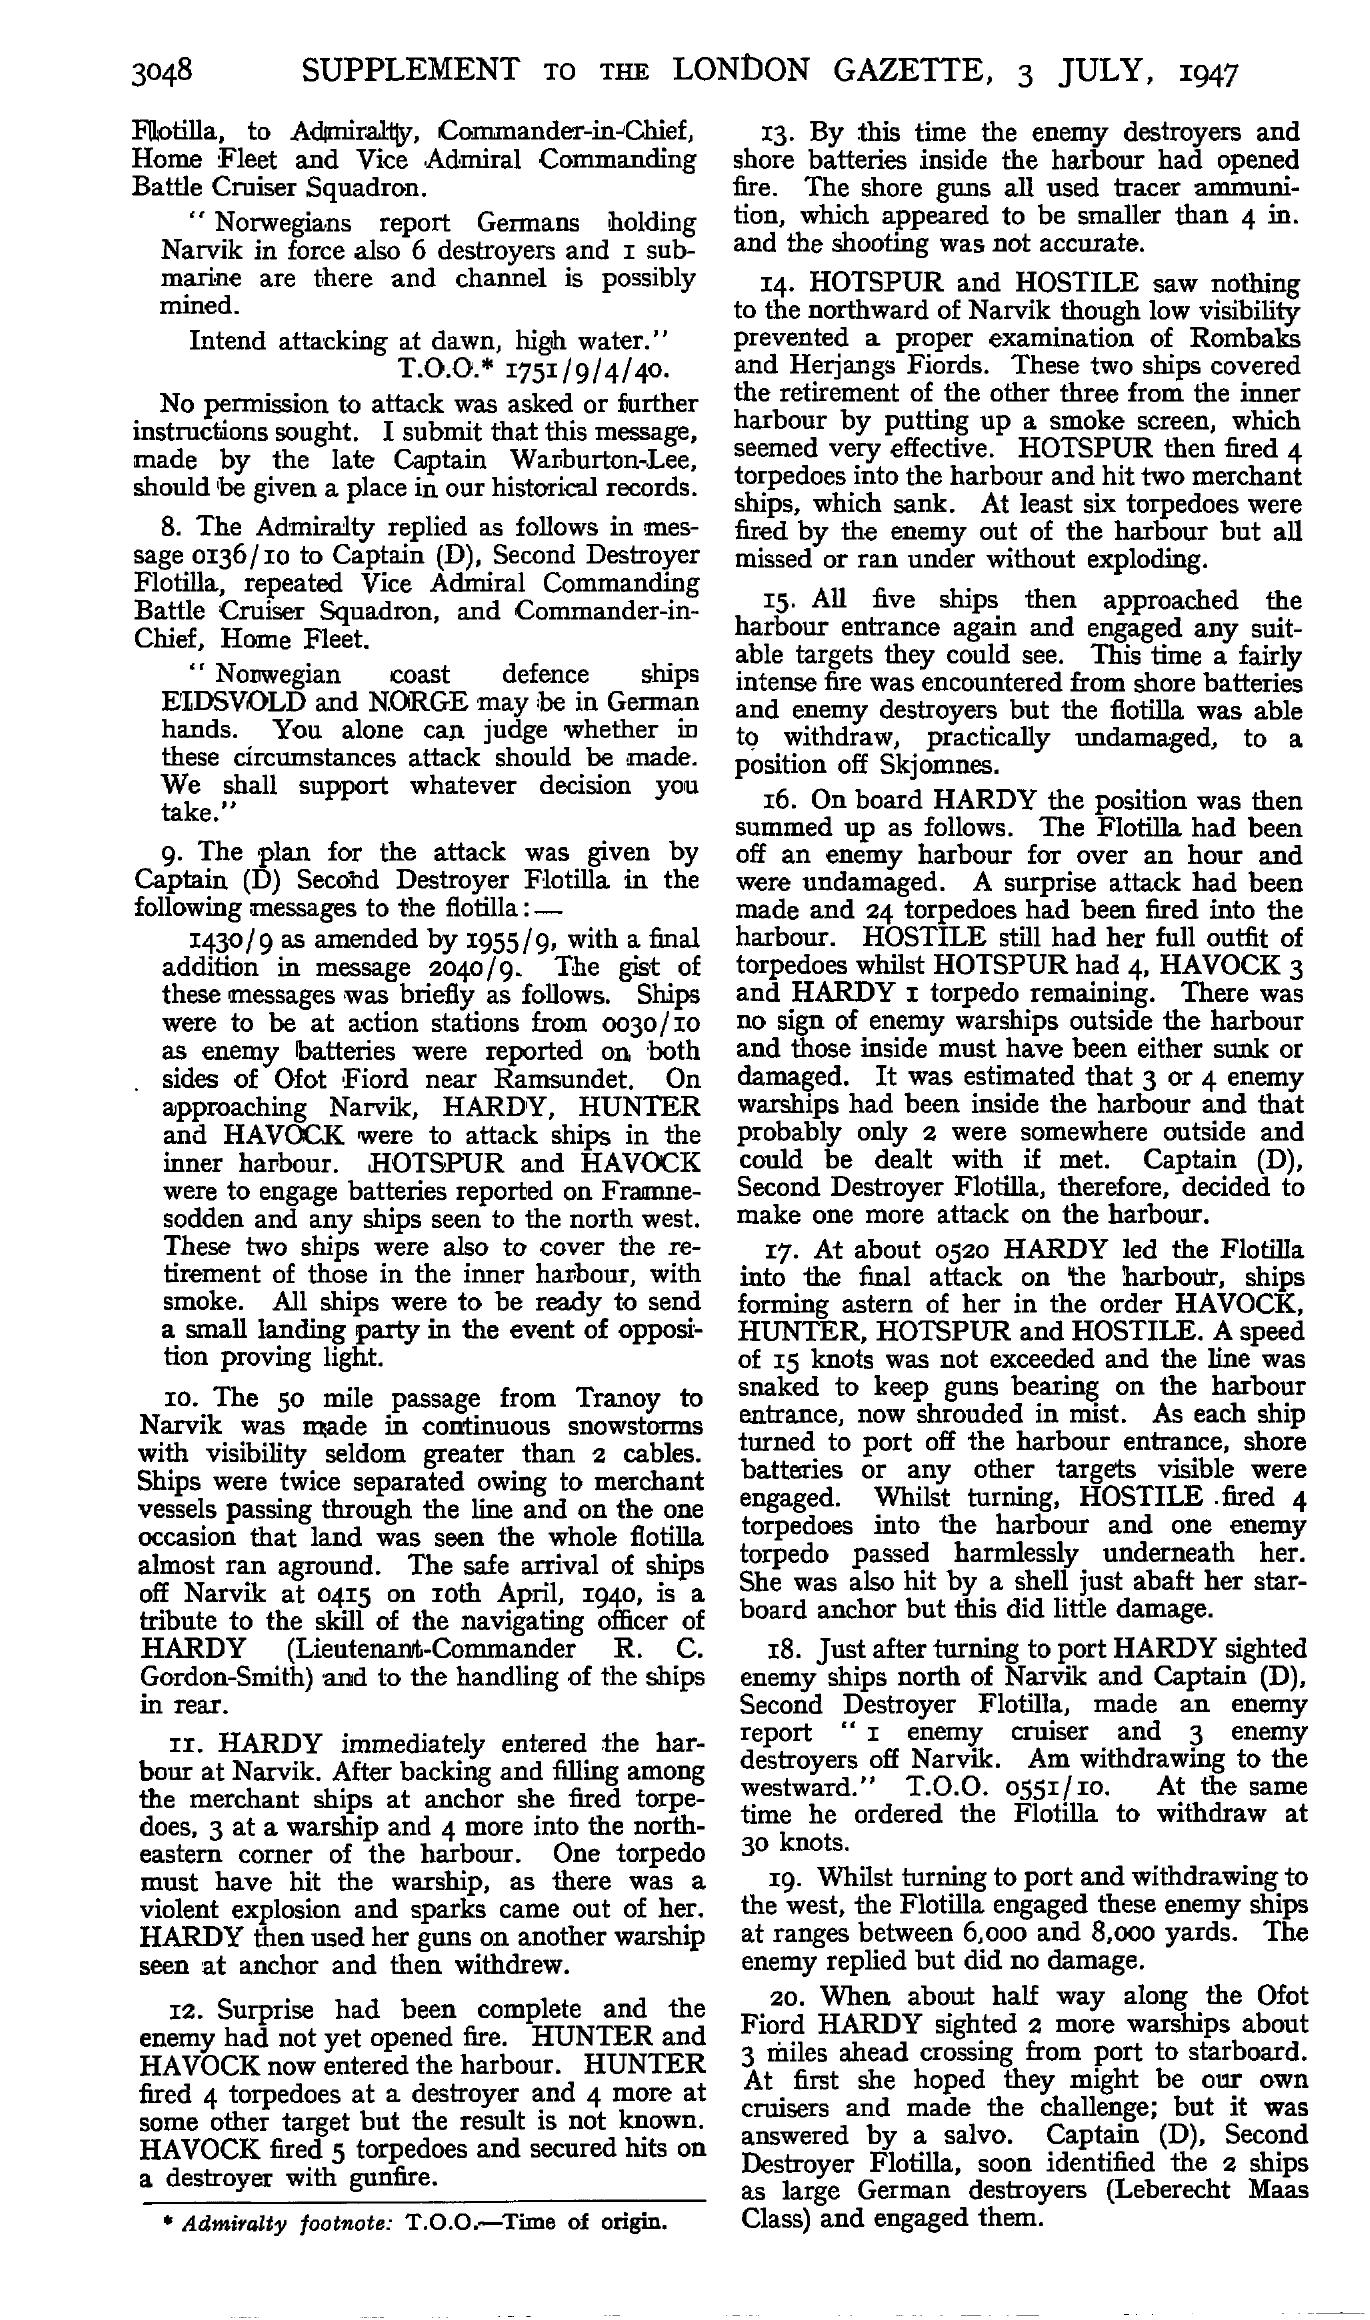 3048 SUPPLEMENT TO THE LONDON GAZETTE, 3 JULY, 1947
Flotilla, to Admiralty, Commander-in-Chief,
Home Fleet and Vice Admiral Commanding
Battle Cruiser Squadron.
“ Norwegians report Germans holding
Narvik in force also 6 destroyers and 1 sub-
marine are there and channel is possibly
mined.
Intend attacking at dawn, high water.”
T.O.O.* 1751/9/4/40.
No permission to attack was asked or further
instructions sought. I submit that this message,
made by the late Captain Warburton-Lee,
should be given a place in our historical records.
8. The Admiralty replied as follows in mes-
sage 0136/10 to Captain (D), Second Destroyer
Flotilla, repeated Vice Admiral Commanding
Battle Cruiser Squadron, and Commander-in-
Chief, Home Fleet.
“ Norwegian coast defence ships
EIDSVOLD and NORGE may be in German
hands. You alone can judge whether in
these circumstances attack should be made.
We shall support whatever decision you
take.”
9. The plan for the attack was given by
Captain (D) Second Destroyer Flotilla in the
following messages to the flotilla:—
1430/9 as amended by 1955/9, with a final
addition in message 2040/9. The gist of
these messages was briefly as follows. Ships
were to be at action stations from 0030/10
as enemy batteries were reported on both
sides of Ofot Fiord near Ramsundet. On
approaching Narvik, HARDY, HUNTER
and HAVOCK were to attack ships in the
inner harbour. HOTSPUR and HAVOCK
were to engage batteries reported on Framne-
sodden and any ships seen to the north west.
These two ships were also to cover the re-
tirement of those in the inner harbour, with
smoke. All ships were to be ready to send
a small landing party in the event of opposi-
tion proving light.
10. The 50 mile passage from Tranoy to
Narvik was made in continuous snowstorms
with visibility seldom greater than 2 cables.
Ships were twice separated owing to merchant
vessels passing through the line and on the one
occasion that land was seen the whole flotilla
almost ran aground. The safe arrival of ships
off Narvik at 0415 on 10th April, 1940, is a
tribute to the skill of the navigating officer of
HARDY (Lieutenant-Commander R. C.
Gordon-Smith) and to the handling of the ships
in rear.
11. HARDY immediately entered the har-
bour at Narvik. After backing and filling among
the merchant ships at anchor she fired torpe-
does, 3 at a warship and 4 more into the north-
eastern corner of the harbour. One torpedo
must have hit the warship, as there was a
violent explosion and sparks came out of her.
HARDY then used her guns on another warship
seen at anchor and then withdrew.
12. Surprise had been complete and the
enemy had not yet opened fire. HUNTER and
HAVOCK now entered the harbour. HUNTER
fired 4 torpedoes at a destroyer and 4 more at
some other target but the result is not known.
HAVOCK fired 5 torpedoes and secured hits on
a destroyer with gunfire.
* Admiralty footnote: T.O.O.—Time of origin.
13. By this time the enemy destroyers and
shore batteries inside the harbour had opened
fire. The shore guns all used tracer ammuni-
tion, which appeared to be smaller than 4 in.
and the shooting was not accurate.
14. HOTSPUR and HOSTILE saw nothing
to the northward of Narvik though low visibility
prevented a proper examination of Rombaks
and Herjangs Fiords. These two ships covered
the retirement of the other three from the inner
harbour by putting up a smoke screen, which
seemed very effective. HOTSPUR then fired 4
torpedoes into the harbour and hit two merchant
ships, which sank. At least six torpedoes were
fired by the enemy out of the harbour but all
missed or ran under without exploding.
15. All five ships then approached the
harbour entrance again and engaged any suit-
able targets they could see. This time a fairly
intense fire was encountered from shore batteries
and enemy destroyers but the flotilla was able
to withdraw, practically undamaged, to a
position off Skjomnes.
16. On board HARDY the position was then
summed up as follows. The Flotilla had been
off an enemy harbour for over an hour and
were undamaged. A surprise attack had been
made and 24 torpedoes had been fired into the
harbour. HOSTILE still had her full outfit of
torpedoes whilst HOTSPUR had 4, HAVOCK 3
and HARDY 1 torpedo remaining. There was
no sign of enemy warships outside the harbour
and those inside must have been either sunk or
damaged. It was estimated that 3 or 4 enemy
warships had been inside the harbour and that
probably only 2 were somewhere outside and
could be dealt with if met. Captain (D),
Second Destroyer Flotilla, therefore, decided to
make one more attack on the harbour.
17. At about 0520 HARDY led the Flotilla
into the final attack on the harbour, ships
forming astern of her in the order HAVOCK,
HUNTER, HOTSPUR and HOSTILE. A speed
of 15 knots was not exceeded and the line was
snaked to keep guns bearing on the harbour
entrance, now shrouded in mist. As each ship
turned to port off the harbour entrance, shore
batteries or any other targets visible were
engaged. Whilst turning, HOSTILE fired 4
torpedoes into the harbour and one enemy
torpedo passed harmlessly underneath her.
She was also hit by a shell just abaft her star-
board anchor but this did little damage.
18. Just after turning to port HARDY sighted
enemy ships north of Narvik and Captain (D),
Second Destroyer Flotilla, made an enemy
report “ 1 enemy cruiser and 3 enemy
destroyers off Narvik. Am withdrawing to the
westward.” T.O.O. 0551/10. At the same
time he ordered the Flotilla to withdraw at
30 knots.
19. Whilst turning to port and withdrawing to
the west, the Flotilla engaged these enemy ships
at ranges between 6,000 and 8,000 yards. The
enemy replied but did no damage.
20. When about half way along the Ofot
Fiord HARDY sighted 2 more warships about
3 miles ahead crossing from port to starboard.
At first she hoped they might be our own
cruisers and made the challenge; but it was
answered by a salvo. Captain (D), Second
Destroyer Flotilla, soon identified the 2 ships
as large German destroyers (Leberecht Maas
Class) and engaged them.